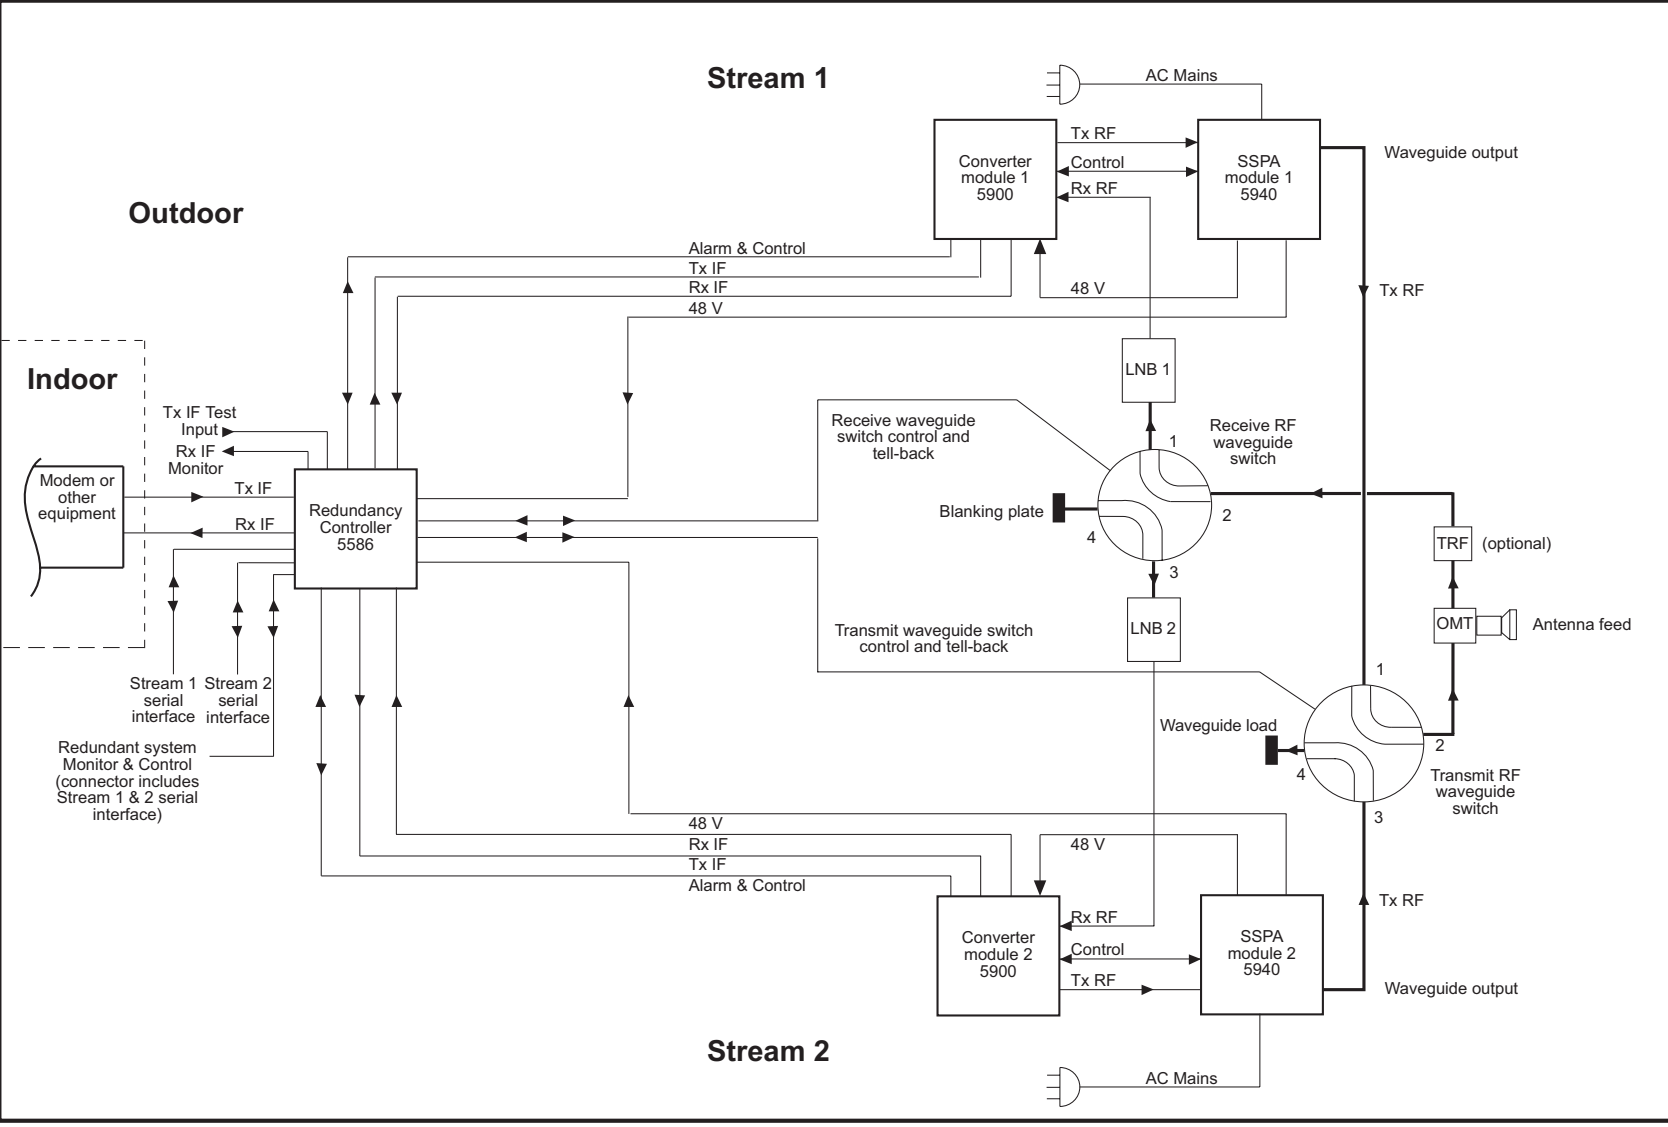 Stream 1
AC Mains
Tx RF
Control
Rx RF
Converter
module 1
5900
SSPA
module 1
5940
Waveguide output
Outdoor
Alarm & Control
Tx IF
Rx IF
48 V
48 V
Tx RF
Indoor
LNB 1
Tx IF Test
Input
Rx IF
Monitor
Receive waveguide
switch control and
tell-back
Receive RF
waveguide
switch
1
2
3
4
Blanking plate
Modem or
other
equipment
Tx IF
Rx IF
Redundancy
Controller
5586
TRF
(optional)
OMT
Antenna feed
LNB 2
Transmit waveguide switch
control and tell-back
Stream 1
serial
interface
Stream 2
serial
interface
Redundant system
Monitor & Control
(connector includes
Stream 1 & 2 serial
interface)
Waveguide load
1
2
3
4
Transmit RF
waveguide
switch
48 V
Rx IF
Tx IF
Alarm & Control
48 V
Tx RF
Rx RF
Control
Tx RF
Converter
module 2
5900
SSPA
module 2
5940
Waveguide output
Stream 2
AC Mains